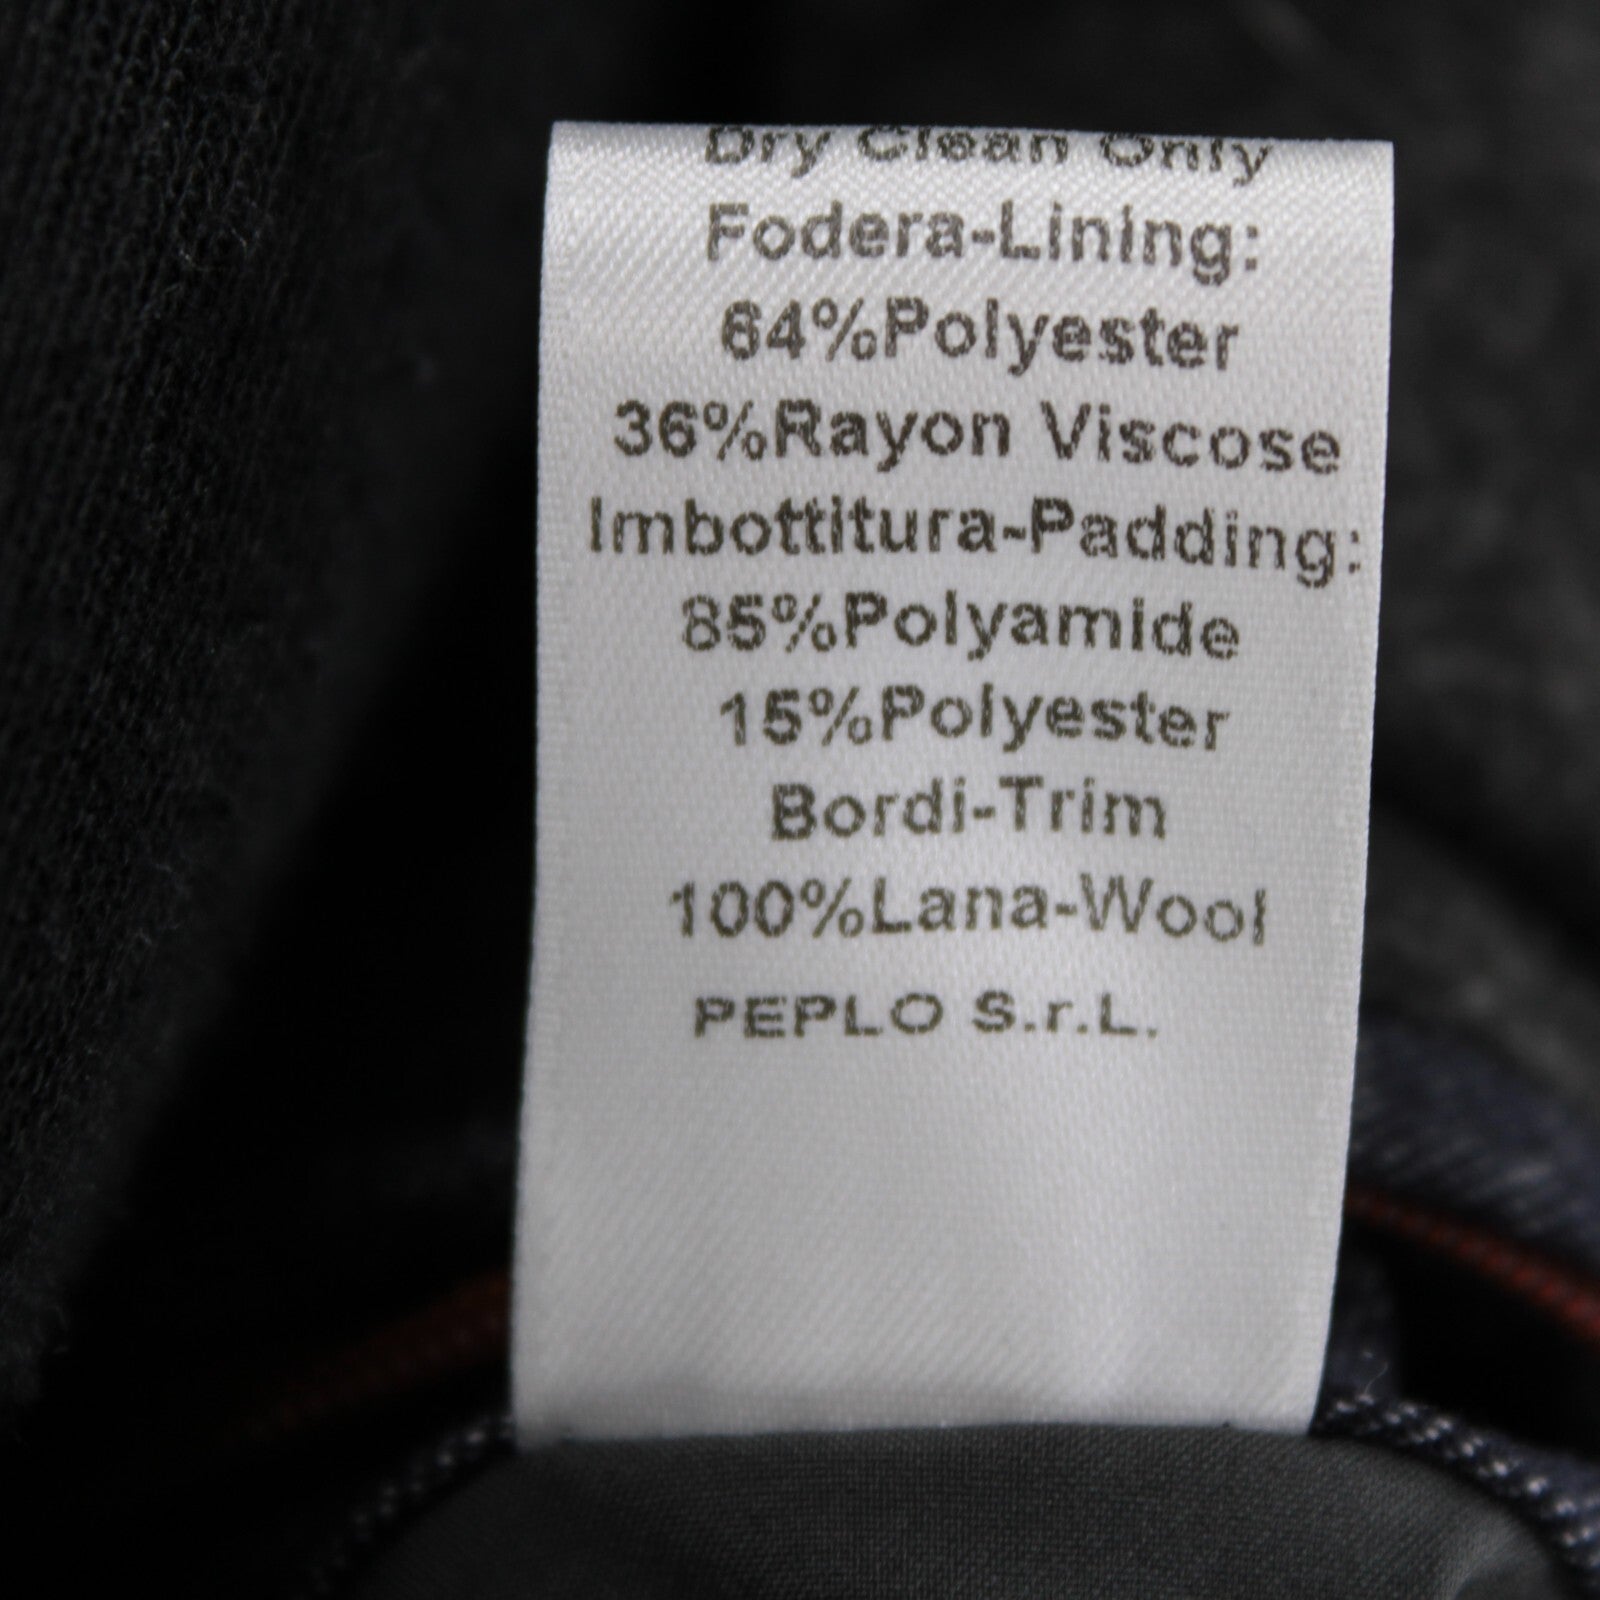 Dry Clean Only
Fodera-Lining:
64%Polyester
36%Rayon Viscose
Imbottitura-Padding:
85%Polyamide
15%Polyester
Bordi-Trim
100%Lana-Wool
PEPLO S.r.L.